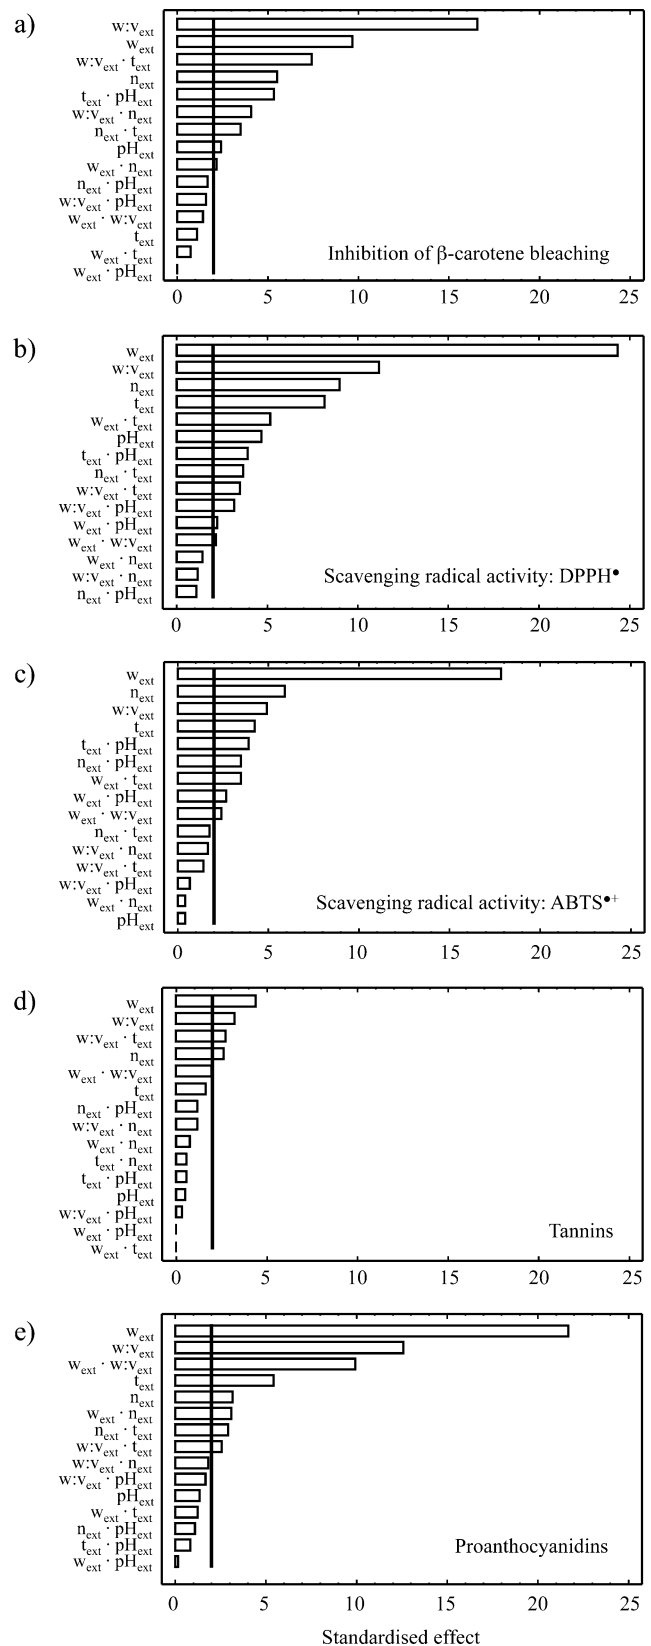 a)
w:v_ext
w_ext
w:v_ext · t_ext
n_ext
t_ext · pH_ext
w:v_ext · n_ext
n_ext · t_ext
pH_ext
w_ext · n_ext
n_ext · pH_ext
w:v_ext · pH_ext
w_ext · w:v_ext
t_ext
w_ext · t_ext
w_ext · pH_ext
Inhibition of β-carotene bleaching
0 5 10 15 20 25
b)
w_ext
w:v_ext
n_ext
t_ext
w_ext · t_ext
pH_ext
t_ext · pH_ext
n_ext · t_ext
w:v_ext · t_ext
w:v_ext · pH_ext
w_ext · pH_ext
w_ext · w:v_ext
w_ext · n_ext
w:v_ext · n_ext
n_ext · pH_ext
Scavenging radical activity: DPPH●
0 5 10 15 20 25
c)
w_ext
n_ext
w:v_ext
t_ext
t_ext · pH_ext
n_ext · pH_ext
w_ext · t_ext
w_ext · pH_ext
w_ext · w:v_ext
n_ext · t_ext
w:v_ext · n_ext
w:v_ext · t_ext
w:v_ext · pH_ext
w_ext · n_ext
pH_ext
Scavenging radical activity: ABTS●+
0 5 10 15 20 25
d)
w_ext
w:v_ext
w:v_ext · t_ext
n_ext
w_ext · w:v_ext
t_ext
n_ext · pH_ext
w:v_ext · n_ext
w_ext · n_ext
t_ext · n_ext
t_ext · pH_ext
pH_ext
w:v_ext · pH_ext
w_ext · pH_ext
w_ext · t_ext
Tannins
0 5 10 15 20 25
e)
w_ext
w:v_ext
w_ext · w:v_ext
t_ext
n_ext
w_ext · n_ext
n_ext · t_ext
w:v_ext · t_ext
w:v_ext · n_ext
w:v_ext · pH_ext
pH_ext
w_ext · t_ext
n_ext · pH_ext
t_ext · pH_ext
w_ext · pH_ext
Proanthocyanidins
0 5 10 15 20 25
Standardised effect